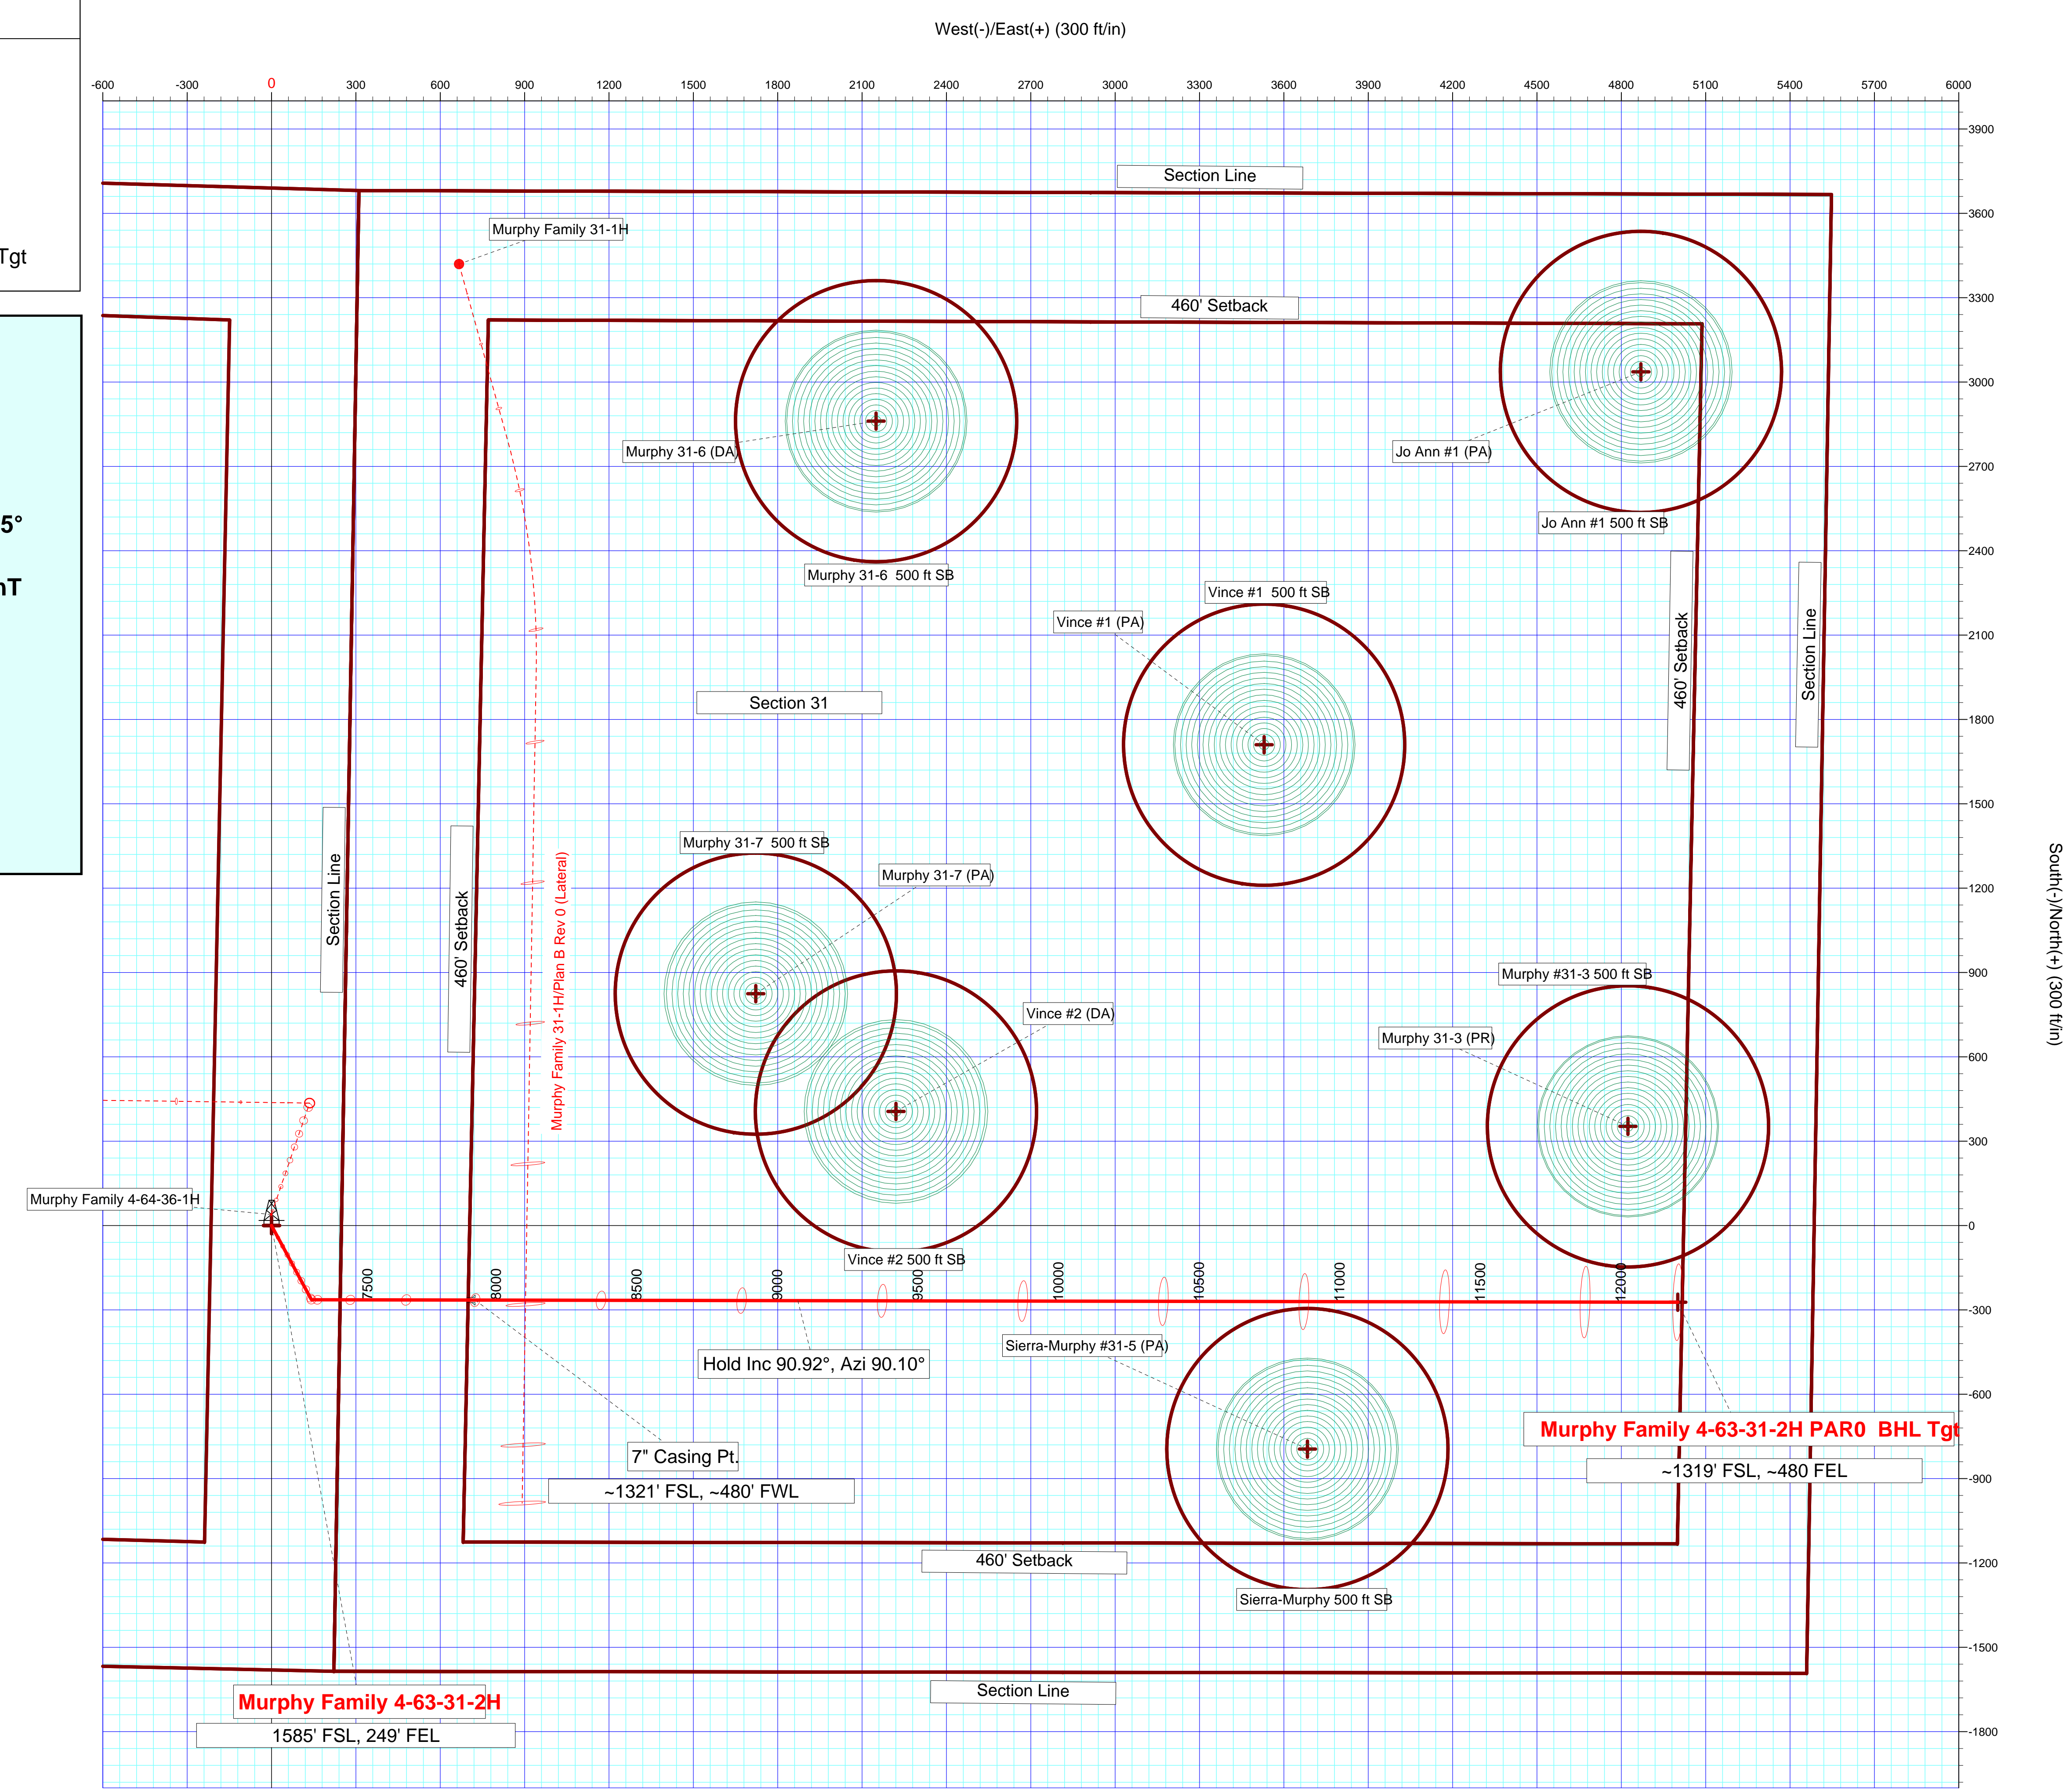 West(-)/East(+) (300 ft/in)
-600 -300 0 300 600 900 1200 1500 1800 2100 2400 2700 3000 3300 3600 3900 4200 4500 4800 5100 5400 5700 6000
3900
Section Line
3600
Murphy Family 31-1H
Tgt
460' Setback
3300
3000
Murphy 31-6 (DA)
Jo Ann #1 (PA)
2700
5°
Jo Ann #1 500 ft SB
2400
Murphy 31-6 500 ft SB
nT
Vince #1 500 ft SB
Vince #1 (PA)
2100
460' Setback
Section Line
Section 31
1800
1500
Murphy 31-7 500 ft SB
Murphy 31-7 (PA)
1200
Section Line
460' Setback
Murphy Family 31-1H/Plan B Rev 0 (Lateral)
South(-)/North(+) (300 ft/in)
Murphy #31-3 500 ft SB
900
Vince #2 (DA)
Murphy 31-3 (PR)
600
300
Murphy Family 4-64-36-1H
0
Vince #2 500 ft SB
7500 8000 8500 9000 9500 10000 10500 11000 11500 12000
-300
Sierra-Murphy #31-5 (PA)
Hold Inc 90.92°, Azi 90.10°
-600
Murphy Family 4-63-31-2H PAR0 BHL Tgt
7" Casing Pt.
~1319' FSL, ~480 FEL
~1321' FSL, ~480' FWL
-900
460' Setback
-1200
Sierra-Murphy 500 ft SB
-1500
Section Line
Murphy Family 4-63-31-2H
1585' FSL, 249' FEL
-1800